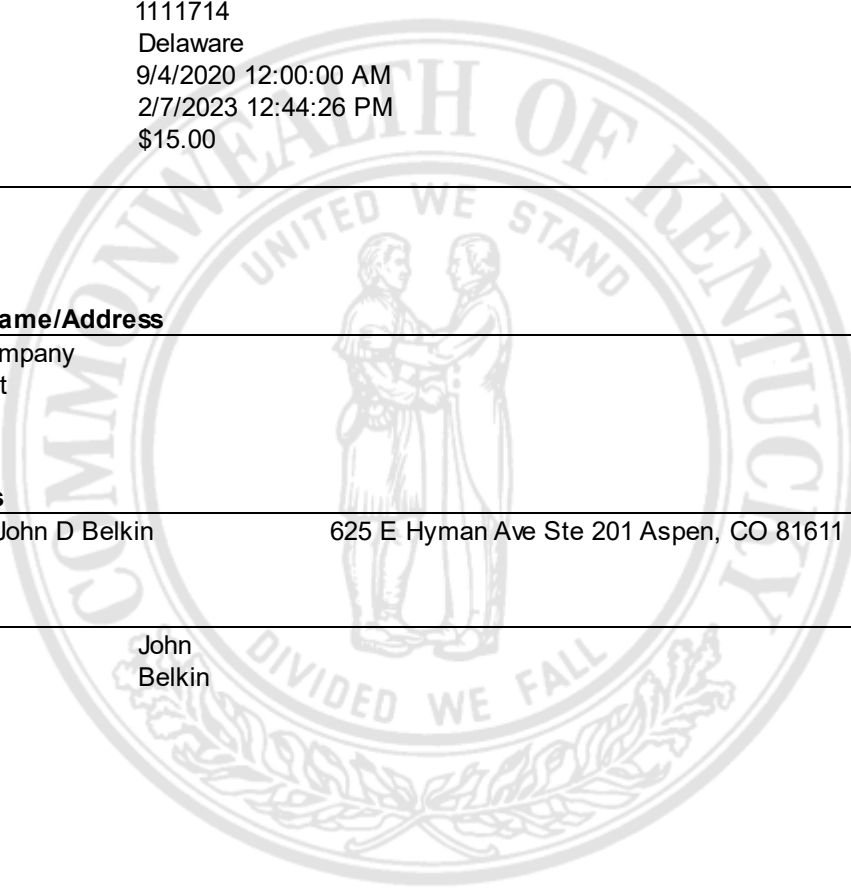 1111714
Delaware
9/4/2020 12:00:00 AM
2/7/2023 12:44:26 PM
$15.00
COMMONWEALTH OF KENTUCKY
UNITED WE STAND
ame/Address
mpany
t
s
John D Belkin 625 E Hyman Ave Ste 201 Aspen, CO 81611
John
Belkin
DIVIDED WE FALL